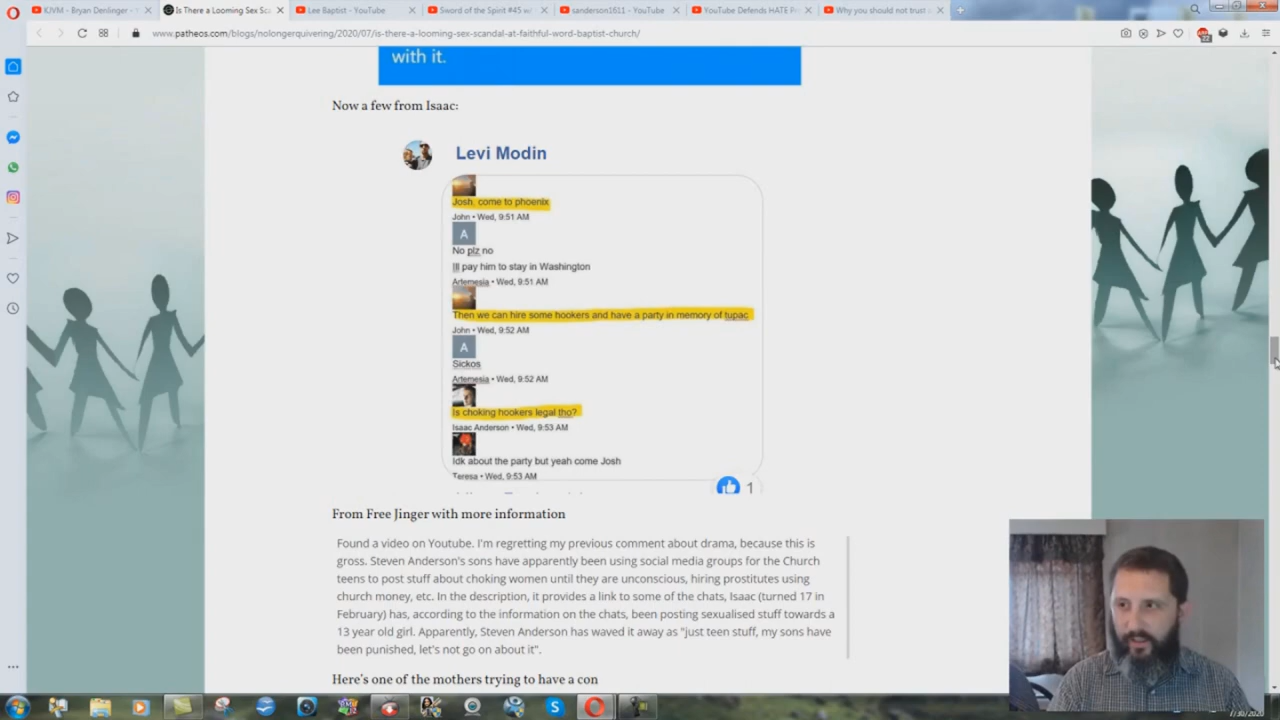 KJVM - Bryan Denlinger -
Is There a Looming Sex Sca
Lee Baptist - YouTube
Sword of the Spirit #45 w
sanderson1611 - YouTube
YouTube Defends HATE Pr
Why you should not trust
www.patheos.com/blogs/nolongerquivering/2020/07/is-there-a-looming-sex-scandal-at-faithful-word-baptist-church/
22
with it.
Now a few from Isaac:
Levi Modin
Josh, come to phoenix
John • Wed, 9:51 AM
A
No plz no
Ill pay him to stay in Washington
Artemesia • Wed, 9:51 AM
Then we can hire some hookers and have a party in memory of tupac
John • Wed, 9:52 AM
A
Sickos
Artemesia • Wed, 9:52 AM
Is choking hookers legal tho?
Isaac Anderson • Wed, 9:53 AM
Idk about the party but yeah come Josh
Teresa • Wed, 9:53 AM
1
From Free Jinger with more information
Found a video on Youtube. I'm regretting my previous comment about drama, because this is
gross. Steven Anderson's sons have apparently been using social media groups for the Church
teens to post stuff about choking women until they are unconscious, hiring prostitutes using
church money, etc. In the description, it provides a link to some of the chats, Isaac (turned 17 in
February) has, according to the information on the chats, been posting sexualised stuff towards a
13 year old girl. Apparently, Steven Anderson has waved it away as "just teen stuff, my sons have
been punished, let's not go on about it".
Here's one of the mothers trying to have a con
7/30/2020